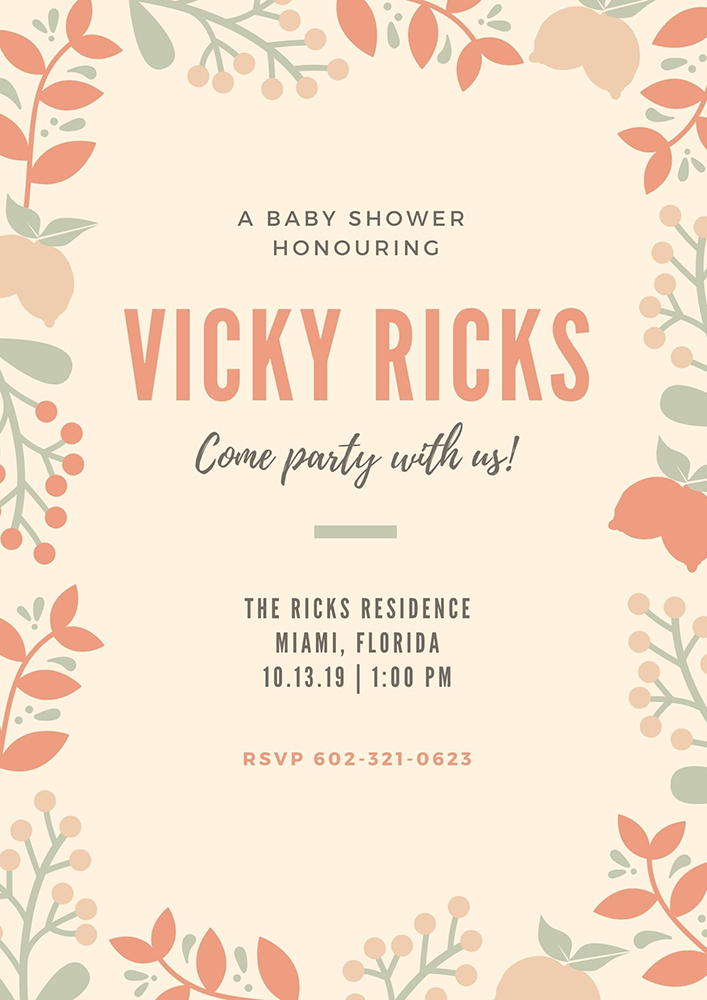 A BABY SHOWER
HONOURING
VICKY RICKS
Come party with us!
THE RICKS RESIDENCE
MIAMI, FLORIDA
10.13.19 | 1:00 PM
RSVP 602-321-0623